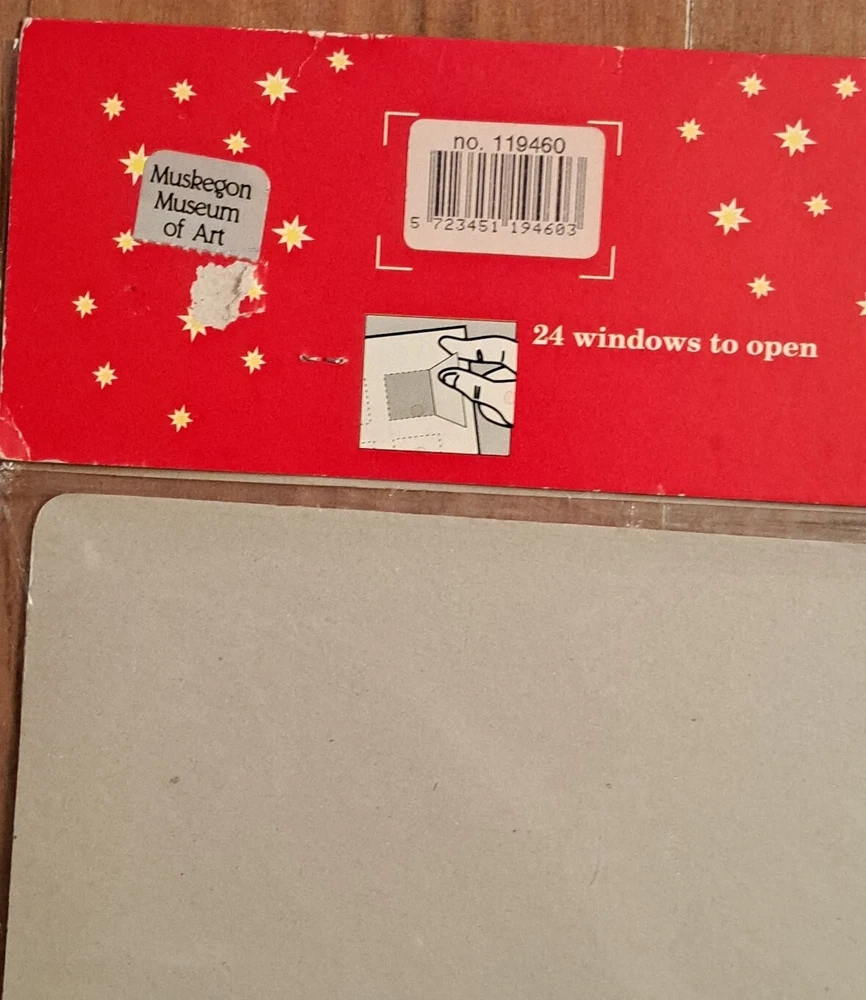 Muskegon
Museum
of Art
no. 119460
5 723451 194603
24 windows to open